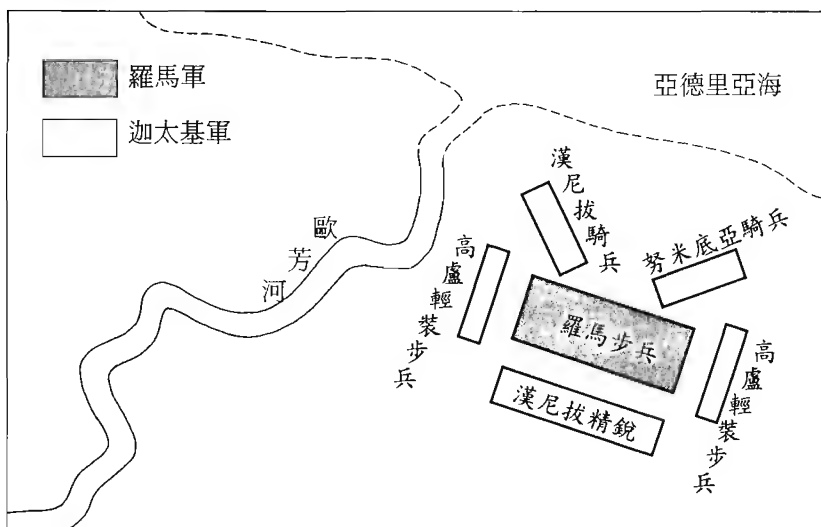 羅馬軍
迦太基軍
亞德里亞海
歐芳河
漢尼拔騎兵
努米底亞騎兵
高盧輕裝步兵
羅馬步兵
高盧輕裝步兵
漢尼拔精銳